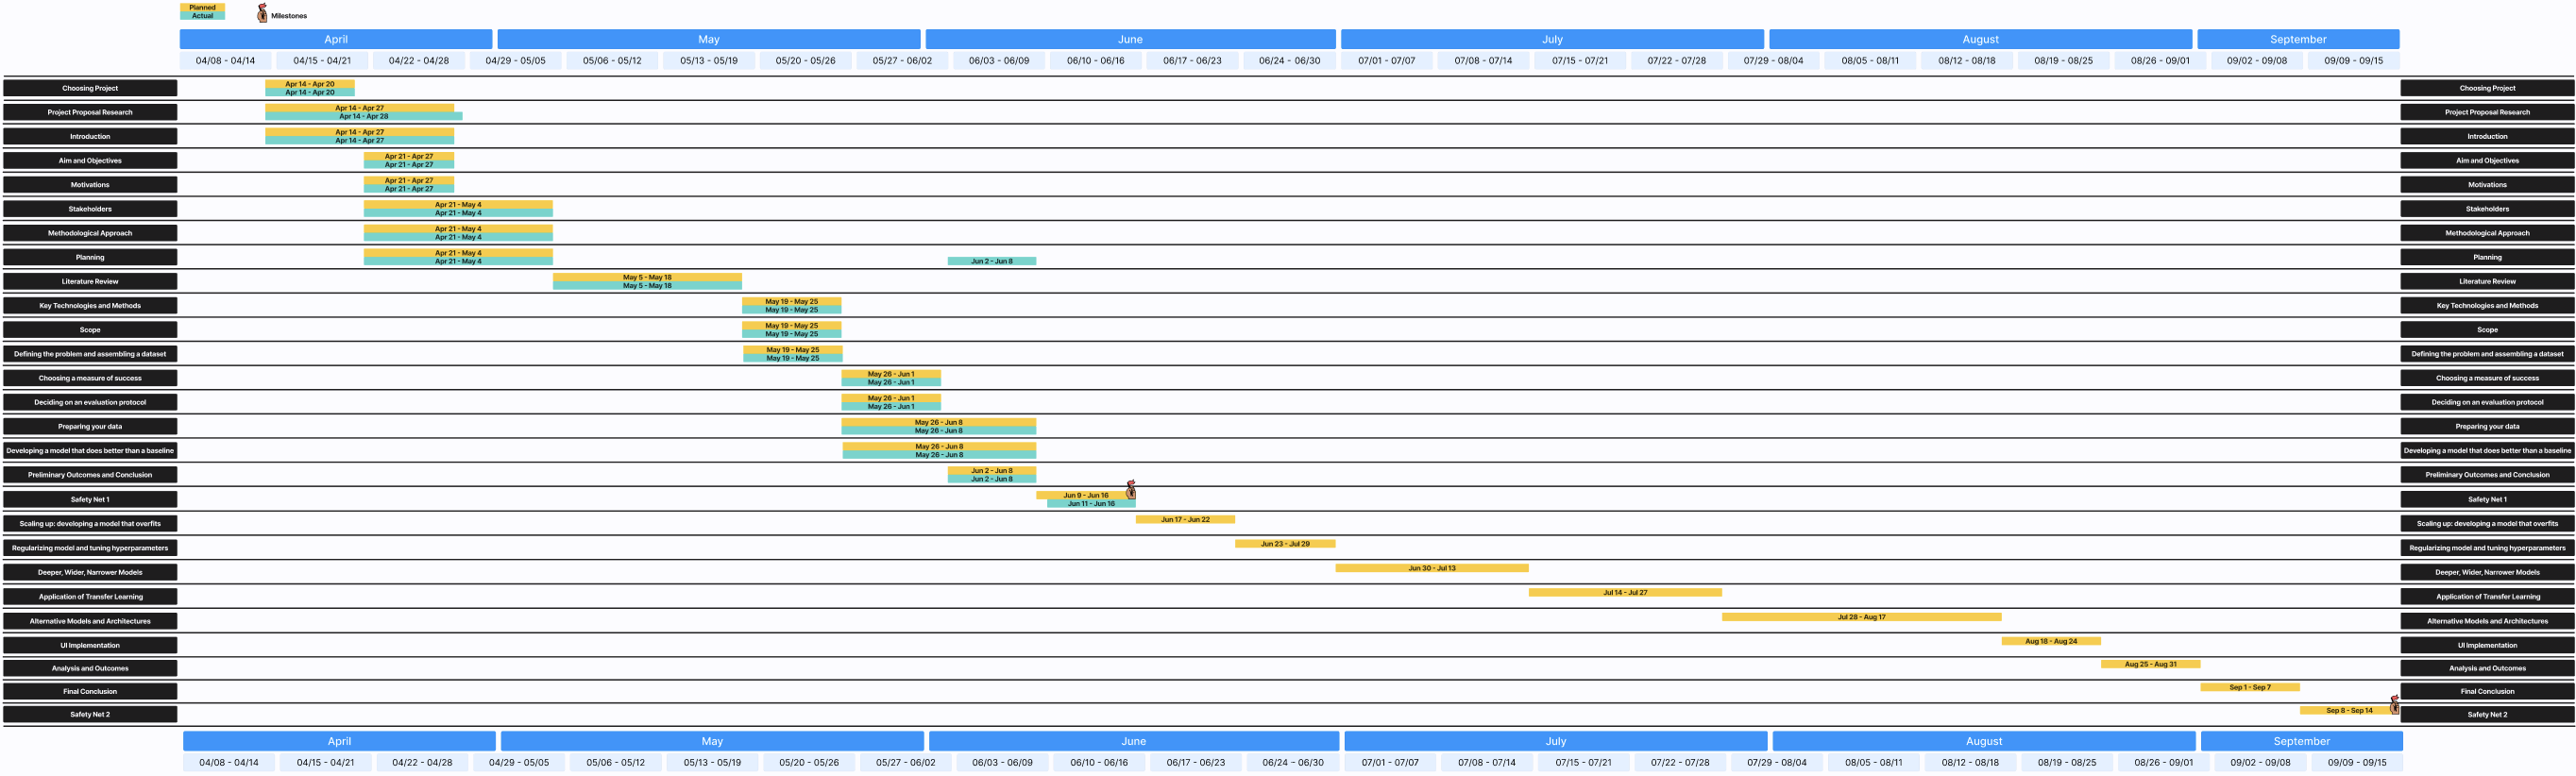 Planned
Actual
Milestones
April May June July August September
04/08 - 04/14 04/15 - 04/21 04/22 - 04/28 04/29 - 05/05 05/06 - 05/12 05/13 - 05/19 05/20 - 05/26 05/27 - 06/02 06/03 - 06/09 06/10 - 06/16 06/17 - 06/23 06/24 - 06/30 07/01 - 07/07 07/08 - 07/14 07/15 - 07/21 07/22 - 07/28 07/29 - 08/04 08/05 - 08/11 08/12 - 08/18 08/19 - 08/25 08/26 - 09/01 09/02 - 09/08 09/09 - 09/15
Choosing Project Apr 14 - Apr 20 Choosing Project
Apr 14 - Apr 20
Project Proposal Research Apr 14 - Apr 27 Project Proposal Research
Apr 14 - Apr 28
Introduction Apr 14 - Apr 27 Introduction
Apr 14 - Apr 27
Aim and Objectives Apr 21 - Apr 27 Aim and Objectives
Apr 21 - Apr 27
Motivations Apr 21 - Apr 27 Motivations
Apr 21 - Apr 27
Stakeholders Apr 21 - May 4 Stakeholders
Apr 21 - May 4
Methodological Approach Apr 21 - May 4 Methodological Approach
Apr 21 - May 4
Planning Apr 21 - May 4 Planning
Apr 21 - May 4 Jun 2 - Jun 8
Literature Review May 5 - May 18 Literature Review
May 5 - May 18
Key Technologies and Methods May 19 - May 25 Key Technologies and Methods
May 19 - May 25
Scope May 19 - May 25 Scope
May 19 - May 25
Defining the problem and assembling a dataset May 19 - May 25 Defining the problem and assembling a dataset
May 19 - May 25
Choosing a measure of success May 26 - Jun 1 Choosing a measure of success
May 26 - Jun 1
Deciding on an evaluation protocol May 26 - Jun 1 Deciding on an evaluation protocol
May 26 - Jun 1
Preparing your data May 26 - Jun 8 Preparing your data
May 26 - Jun 8
Developing a model that does better than a baseline May 26 - Jun 8 Developing a model that does better than a baseline
May 26 - Jun 8
Preliminary Outcomes and Conclusion Jun 2 - Jun 8 Preliminary Outcomes and Conclusion
Jun 2 - Jun 8
Safety Net 1 Jun 9 - Jun 16 Safety Net 1
Jun 11 - Jun 16
Scaling up: developing a model that overfits Jun 17 - Jun 22 Scaling up: developing a model that overfits
Regularizing model and tuning hyperparameters Jun 23 - Jul 29 Regularizing model and tuning hyperparameters
Deeper, Wider, Narrower Models Jun 30 - Jul 13 Deeper, Wider, Narrower Models
Application of Transfer Learning Jul 14 - Jul 27 Application of Transfer Learning
Alternative Models and Architectures Jul 28 - Aug 17 Alternative Models and Architectures
UI Implementation Aug 18 - Aug 24 UI Implementation
Analysis and Outcomes Aug 25 - Aug 31 Analysis and Outcomes
Final Conclusion Sep 1 - Sep 7 Final Conclusion
Safety Net 2 Sep 8 - Sep 14 Safety Net 2
April May June July August September
04/08 - 04/14 04/15 - 04/21 04/22 - 04/28 04/29 - 05/05 05/06 - 05/12 05/13 - 05/19 05/20 - 05/26 05/27 - 06/02 06/03 - 06/09 06/10 - 06/16 06/17 - 06/23 06/24 - 06/30 07/01 - 07/07 07/08 - 07/14 07/15 - 07/21 07/22 - 07/28 07/29 - 08/04 08/05 - 08/11 08/12 - 08/18 08/19 - 08/25 08/26 - 09/01 09/02 - 09/08 09/09 - 09/15